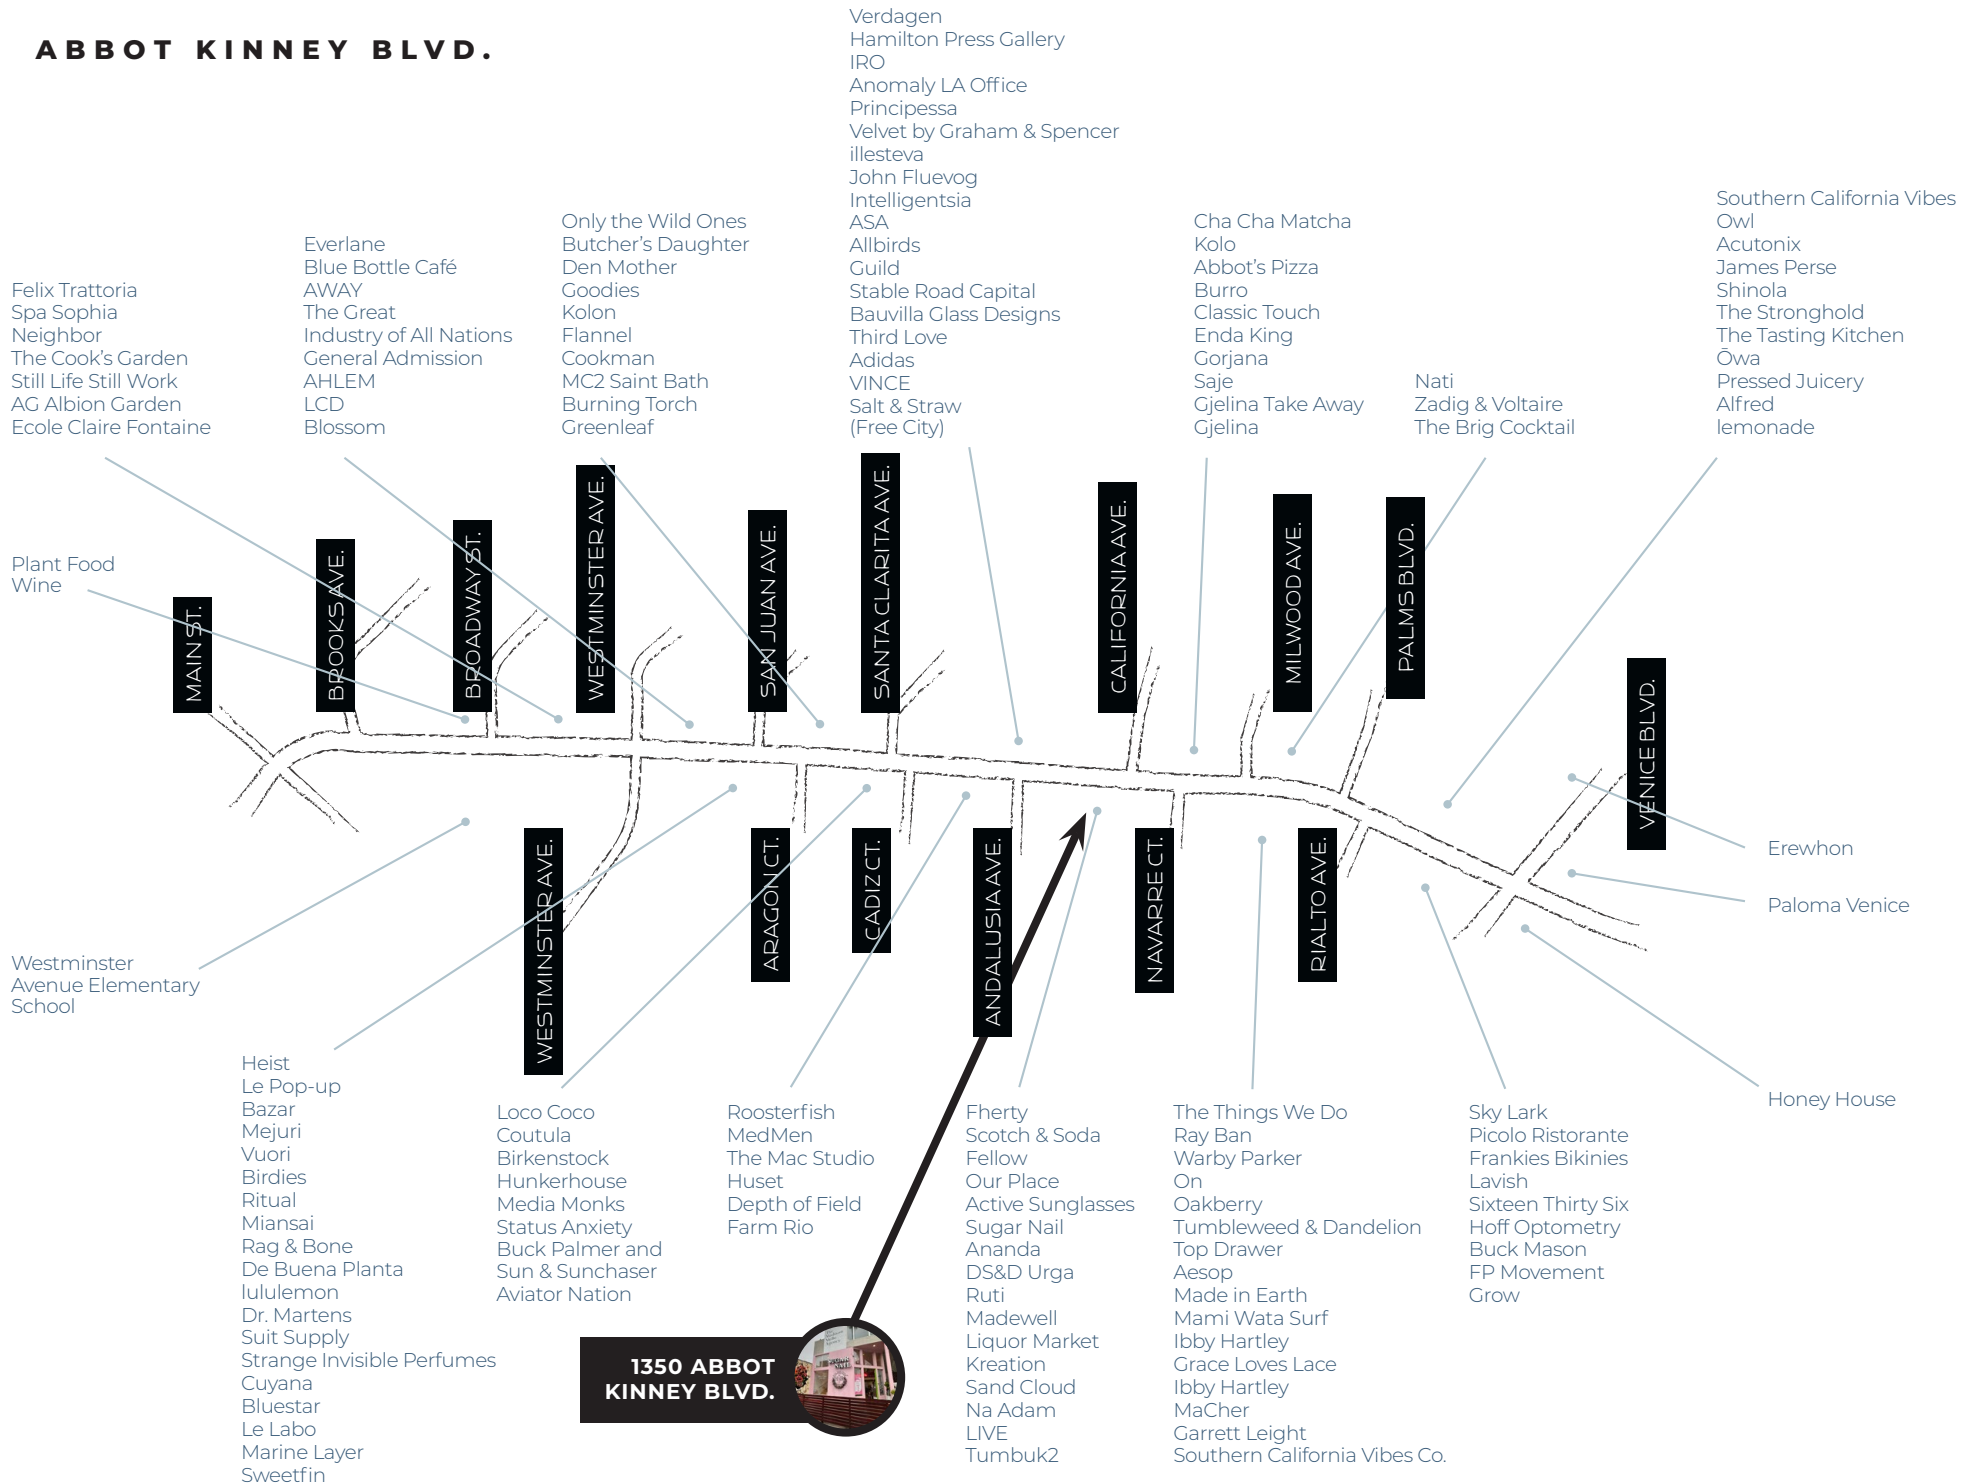 ABBOT KINNEY BLVD.
Verdagen
Hamilton Press Gallery
IRO
Anomaly LA Office
Principessa
Velvet by Graham & Spencer
illesteva
John Fluevog
Intelligentsia
ASA
Allbirds
Guild
Stable Road Capital
Bauvilla Glass Designs
Third Love
Adidas
VINCE
Salt & Straw
(Free City)
Felix Trattoria
Spa Sophia
Neighbor
The Cook's Garden
Still Life Still Work
AG Albion Garden
Ecole Claire Fontaine
Everlane
Blue Bottle Café
AWAY
The Great
Industry of All Nations
General Admission
AHLEM
LCD
Blossom
Only the Wild Ones
Butcher's Daughter
Den Mother
Goodies
Kolon
Flannel
Cookman
MC2 Saint Bath
Burning Torch
Greenleaf
Cha Cha Matcha
Kolo
Abbot's Pizza
Burro
Classic Touch
Enda King
Gorjana
Saje
Gjelina Take Away
Gjelina
Nati
Zadig & Voltaire
The Brig Cocktail
Southern California Vibes
Owl
Acutonix
James Perse
Shinola
The Stronghold
The Tasting Kitchen
Ōwa
Pressed Juicery
Alfred
lemonade
Plant Food
Wine
MAIN ST.
BROOKS AVE.
BROADWAY ST.
WESTMINSTER AVE.
SAN JUAN AVE.
SANTA CLARITA AVE.
CALIFORNIA AVE.
MILWOOD AVE.
PALMS BLVD.
VENICE BLVD.
WESTMINSTER AVE.
ARAGON CT.
CADIZ CT.
ANDALUSIA AVE.
NAVARRE CT.
RIALTO AVE.
Erewhon
Paloma Venice
Honey House
Westminster
Avenue Elementary
School
Heist
Le Pop-up
Bazar
Mejuri
Vuori
Birdies
Ritual
Miansai
Rag & Bone
De Buena Planta
lululemon
Dr. Martens
Suit Supply
Strange Invisible Perfumes
Cuyana
Bluestar
Le Labo
Marine Layer
Sweetfin
Loco Coco
Coutula
Birkenstock
Hunkerhouse
Media Monks
Status Anxiety
Buck Palmer and
Sun & Sunchaser
Aviator Nation
Roosterfish
MedMen
The Mac Studio
Huset
Depth of Field
Farm Rio
Fherty
Scotch & Soda
Fellow
Our Place
Active Sunglasses
Sugar Nail
Ananda
DS&D Urga
Ruti
Madewell
Liquor Market
Kreation
Sand Cloud
Na Adam
LIVE
Tumbuk2
The Things We Do
Ray Ban
Warby Parker
On
Oakberry
Tumbleweed & Dandelion
Top Drawer
Aesop
Made in Earth
Mami Wata Surf
Ibby Hartley
Grace Loves Lace
Ibby Hartley
MaCher
Garrett Leight
Southern California Vibes Co.
Sky Lark
Picolo Ristorante
Frankies Bikinies
Lavish
Sixteen Thirty Six
Hoff Optometry
Buck Mason
FP Movement
Grow
1350 ABBOT
KINNEY BLVD.